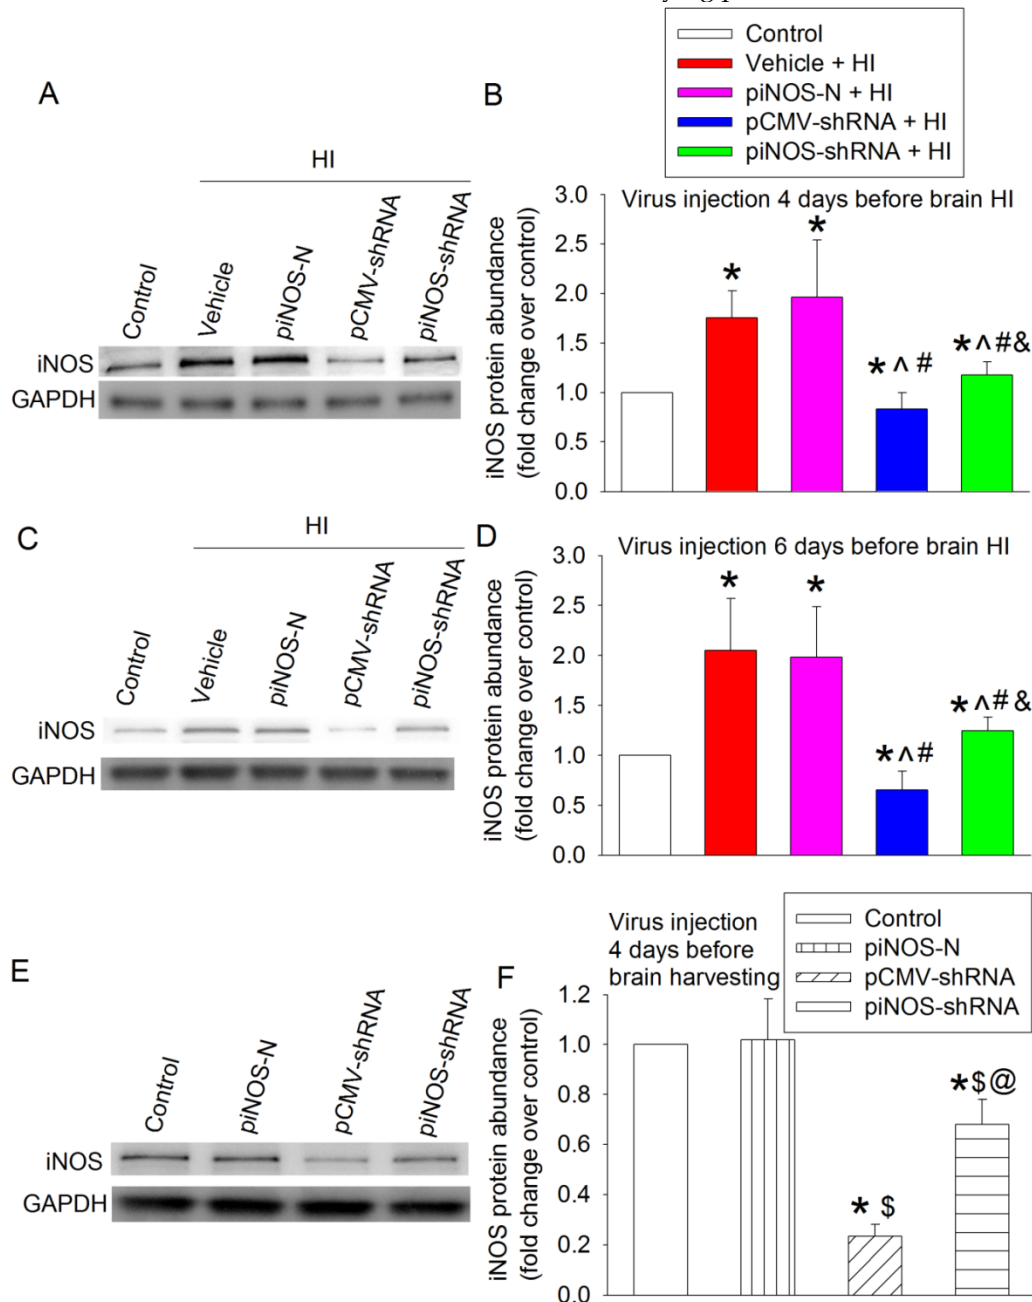 Control
Vehicle + HI
piNOS-N + HI
pCMV-shRNA + HI
piNOS-shRNA + HI
A
HI
Control
Vehicle
piNOS-N
pCMV-shRNA
piNOS-shRNA
iNOS
GAPDH
B
Virus injection 4 days before brain HI
iNOS protein abundance
(fold change over control)
3.0
2.5
2.0
1.5
1.0
0.5
0.0
*
*
* ^ #
* ^ # &
C
HI
Control
Vehicle
piNOS-N
pCMV-shRNA
piNOS-shRNA
iNOS
GAPDH
D
Virus injection 6 days before brain HI
iNOS protein abundance
(fold change over control)
3.0
2.5
2.0
1.5
1.0
0.5
0.0
*
*
* ^ #
* ^ # &
E
Control
piNOS-N
pCMV-shRNA
piNOS-shRNA
iNOS
GAPDH
F
Virus injection
4 days before
brain harvesting
Control
piNOS-N
pCMV-shRNA
piNOS-shRNA
iNOS protein abundance
(fold change over control)
1.2
1.0
0.8
0.6
0.4
0.2
0.0
* $
* $ @